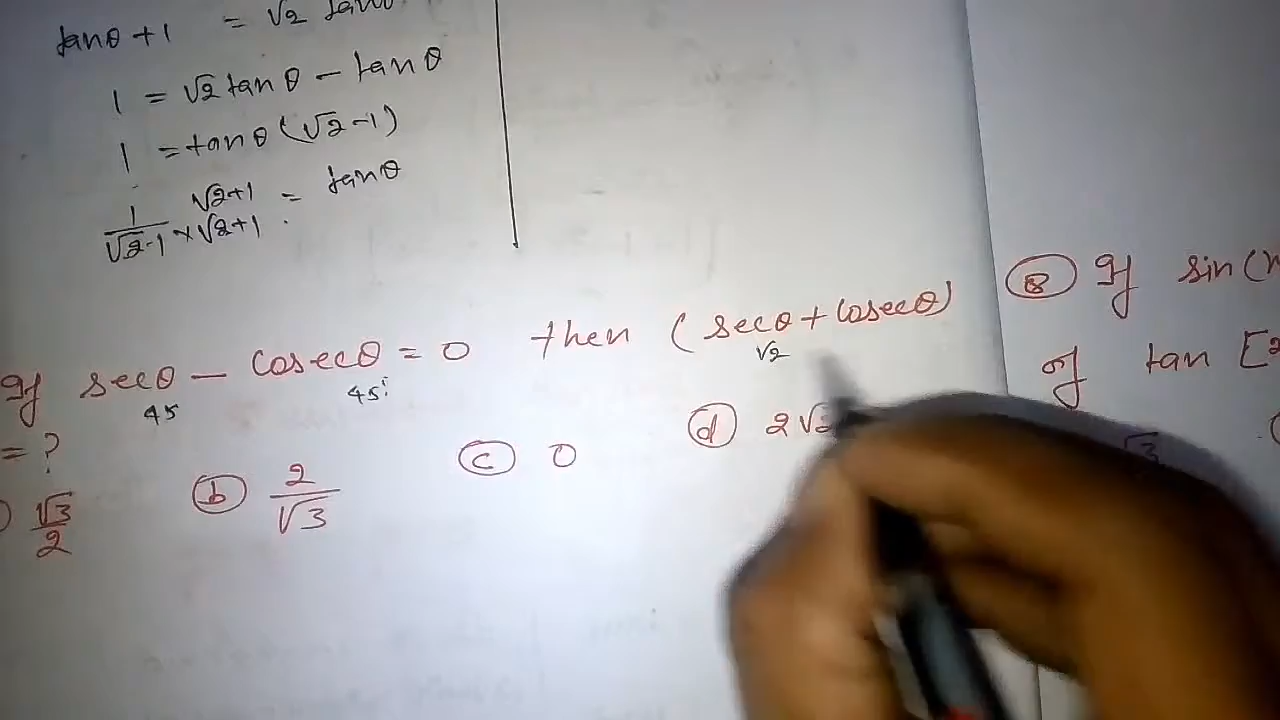 tanθ + 1 = √2 tanθ
1 = √2 tanθ − tanθ
1 = tanθ (√2−1)
√2+1 = tanθ
1/(√2−1) × √2+1
If secθ − cosecθ = 0 then (secθ + cosecθ)
45 45° √2
= ?
√3/2 (b) 2/√3 (c) 0 (d) 2√2
(8) If sin(
of tan [2
√3